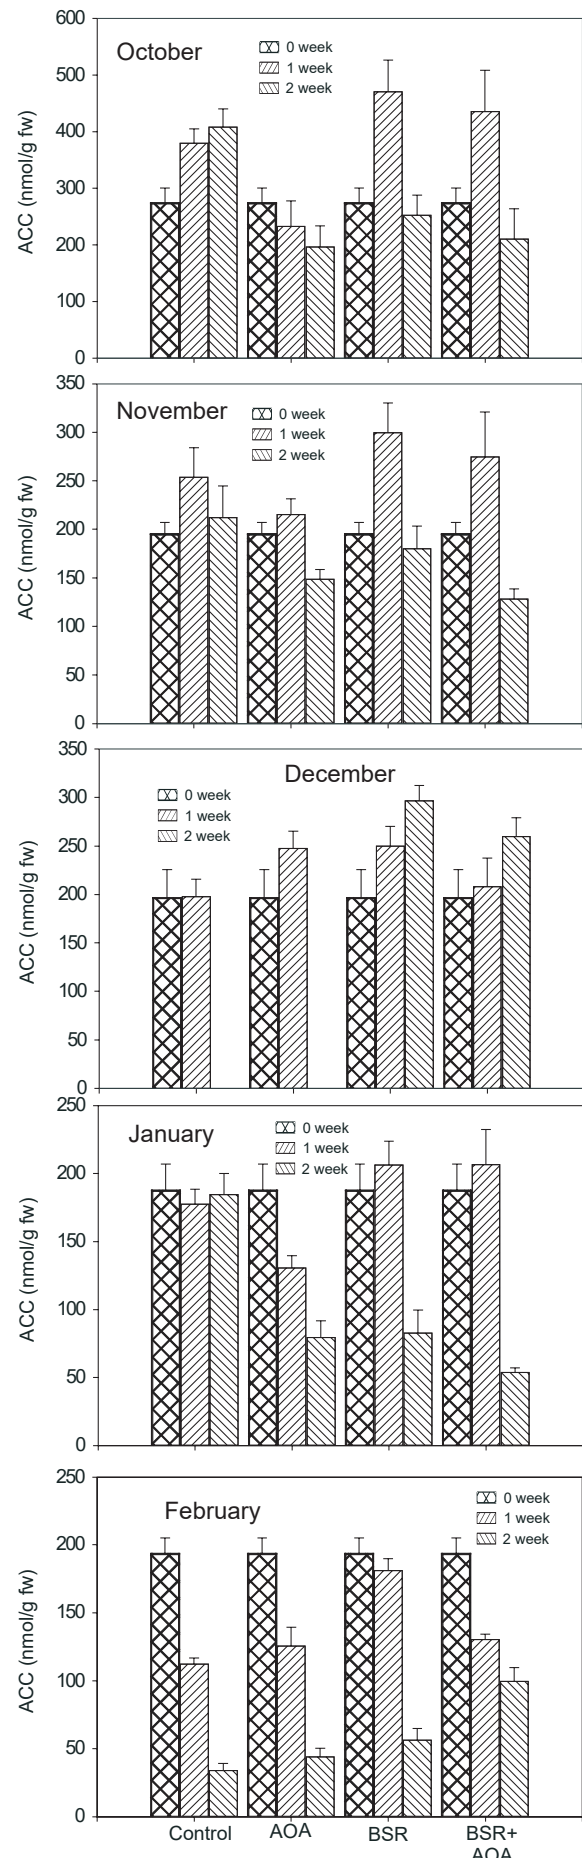 600
500
400
300
200
100
0
ACC (nmol/g fw)
October
0 week
1 week
2 week
350
300
250
200
150
100
50
0
ACC (nmol/g fw)
November
0 week
1 week
2 week
350
300
250
200
150
100
50
0
ACC (nmol/g fw)
December
0 week
1 week
2 week
250
200
150
100
50
0
ACC (nmol/g fw)
January
0 week
1 week
2 week
250
200
150
100
50
0
ACC (nmol/g fw)
February
0 week
1 week
2 week
Control
AOA
BSR
BSR+
AOA